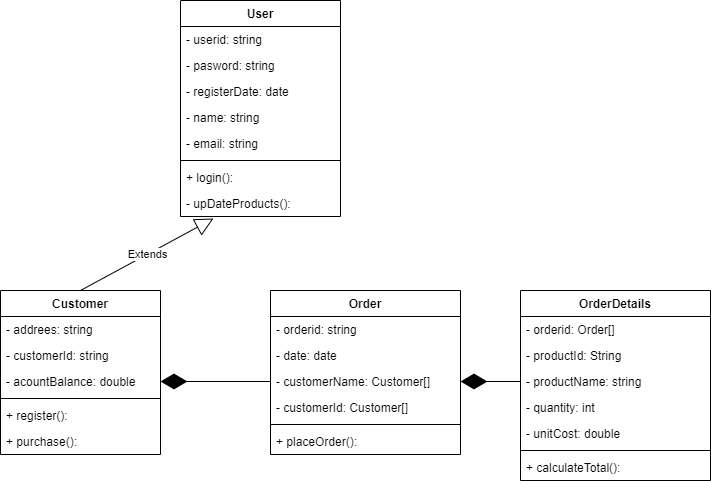 User
- userid: string
- pasword: string
- registerDate: date
- name: string
- email: string
+ login():
- upDateProducts():
Extends
Customer
- addrees: string
- customerId: string
- acountBalance: double
+ register():
+ purchase():
Order
- orderid: string
- date: date
- customerName: Customer[]
- customerId: Customer[]
+ placeOrder():
OrderDetails
- orderid: Order[]
- productId: String
- productName: string
- quantity: int
- unitCost: double
+ calculateTotal():